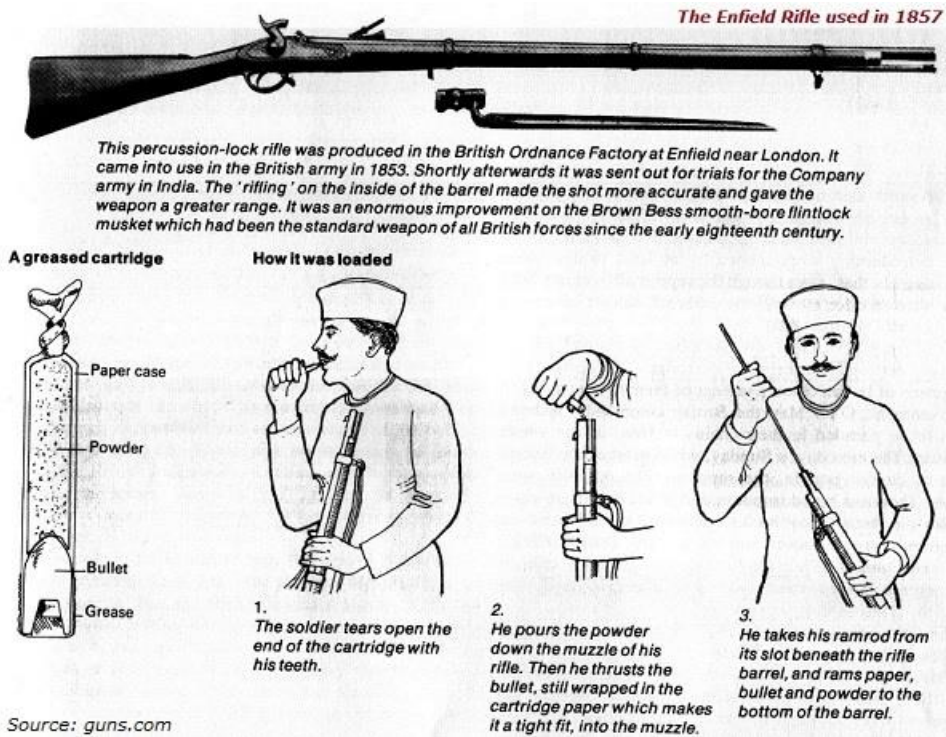 The Enfield Rifle used in 1857
This percussion-lock rifle was produced in the British Ordnance Factory at Enfield near London. It
came into use in the British army in 1853. Shortly afterwards it was sent out for trials for the Company
army in India. The 'rifling' on the inside of the barrel made the shot more accurate and gave the
weapon a greater range. It was an enormous improvement on the Brown Bess smooth-bore flintlock
musket which had been the standard weapon of all British forces since the early eighteenth century.
A greased cartridge
How it was loaded
Paper case
Powder
Bullet
Grease
1.
The soldier tears open the
end of the cartridge with
his teeth.
2.
He pours the powder
down the muzzle of his
rifle. Then he thrusts the
bullet, still wrapped in the
cartridge paper which makes
it a tight fit, into the muzzle.
3.
He takes his ramrod from
its slot beneath the rifle
barrel, and rams paper,
bullet and powder to the
bottom of the barrel.
Source: guns.com